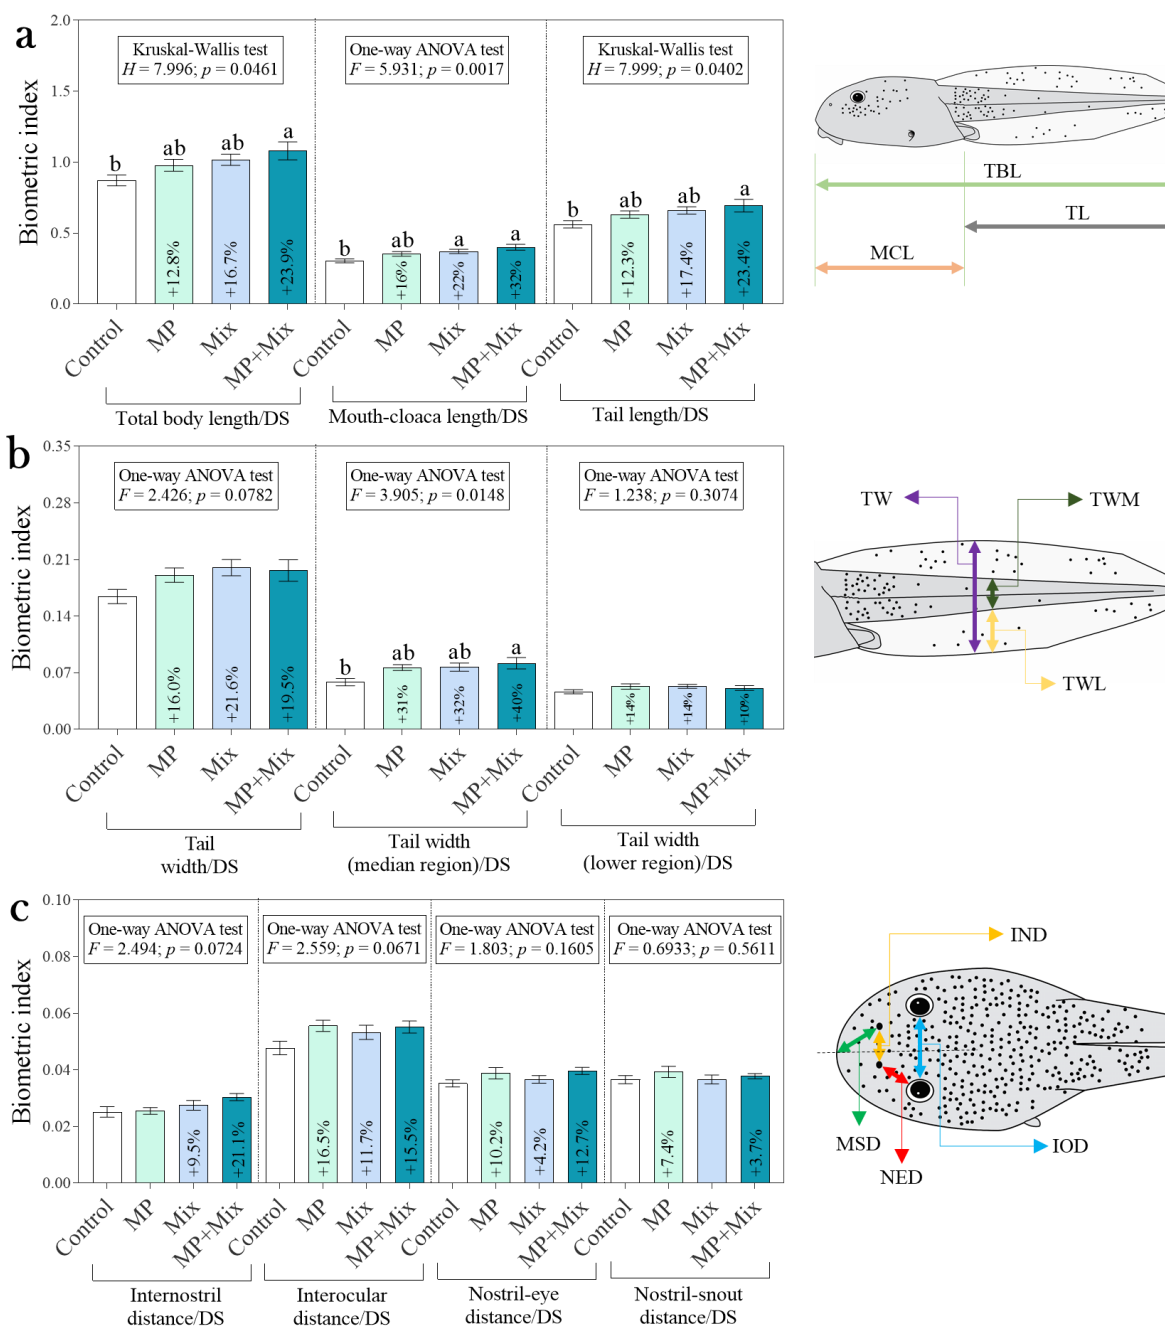 a
Biometric index
2.0
1.5
1.0
0.5
0.0
Kruskal-Wallis test
H = 7.996; p = 0.0461
One-way ANOVA test
F = 5.931; p = 0.0017
Kruskal-Wallis test
H = 7.999; p = 0.0402
b ab ab a
b ab a a
b ab ab a
+12.8% +16.7% +23.9%
+16% +22% +32%
+12.3% +17.4% +23.4%
Control MP Mix MP+Mix
Control MP Mix MP+Mix
Control MP Mix MP+Mix
Total body length/DS
Mouth-cloaca length/DS
Tail length/DS
TBL
TL
MCL
b
Biometric index
0.35
0.28
0.21
0.14
0.07
0.00
One-way ANOVA test
F = 2.426; p = 0.0782
One-way ANOVA test
F = 3.905; p = 0.0148
One-way ANOVA test
F = 1.238; p = 0.3074
b ab ab a
+16.0% +21.6% +19.5%
+31% +32% +40%
+14% +14% +10%
Control MP Mix MP+Mix
Control MP Mix MP+Mix
Control MP Mix MP+Mix
Tail
width/DS
Tail width
(median region)/DS
Tail width
(lower region)/DS
TW
TWM
TWL
c
Biometric index
0.10
0.08
0.06
0.04
0.02
0.00
One-way ANOVA test
F = 2.494; p = 0.0724
One-way ANOVA test
F = 2.559; p = 0.0671
One-way ANOVA test
F = 1.803; p = 0.1605
One-way ANOVA test
F = 0.6933; p = 0.5611
+9.5% +21.1%
+16.5% +11.7% +15.5%
+10.2% +4.2% +12.7%
+7.4% +3.7%
Control MP Mix MP+Mix
Control MP Mix MP+Mix
Control MP Mix MP+Mix
Control MP Mix MP+Mix
Internostril
distance/DS
Interocular
distance/DS
Nostril-eye
distance/DS
Nostril-snout
distance/DS
IND
MSD
NED
IOD